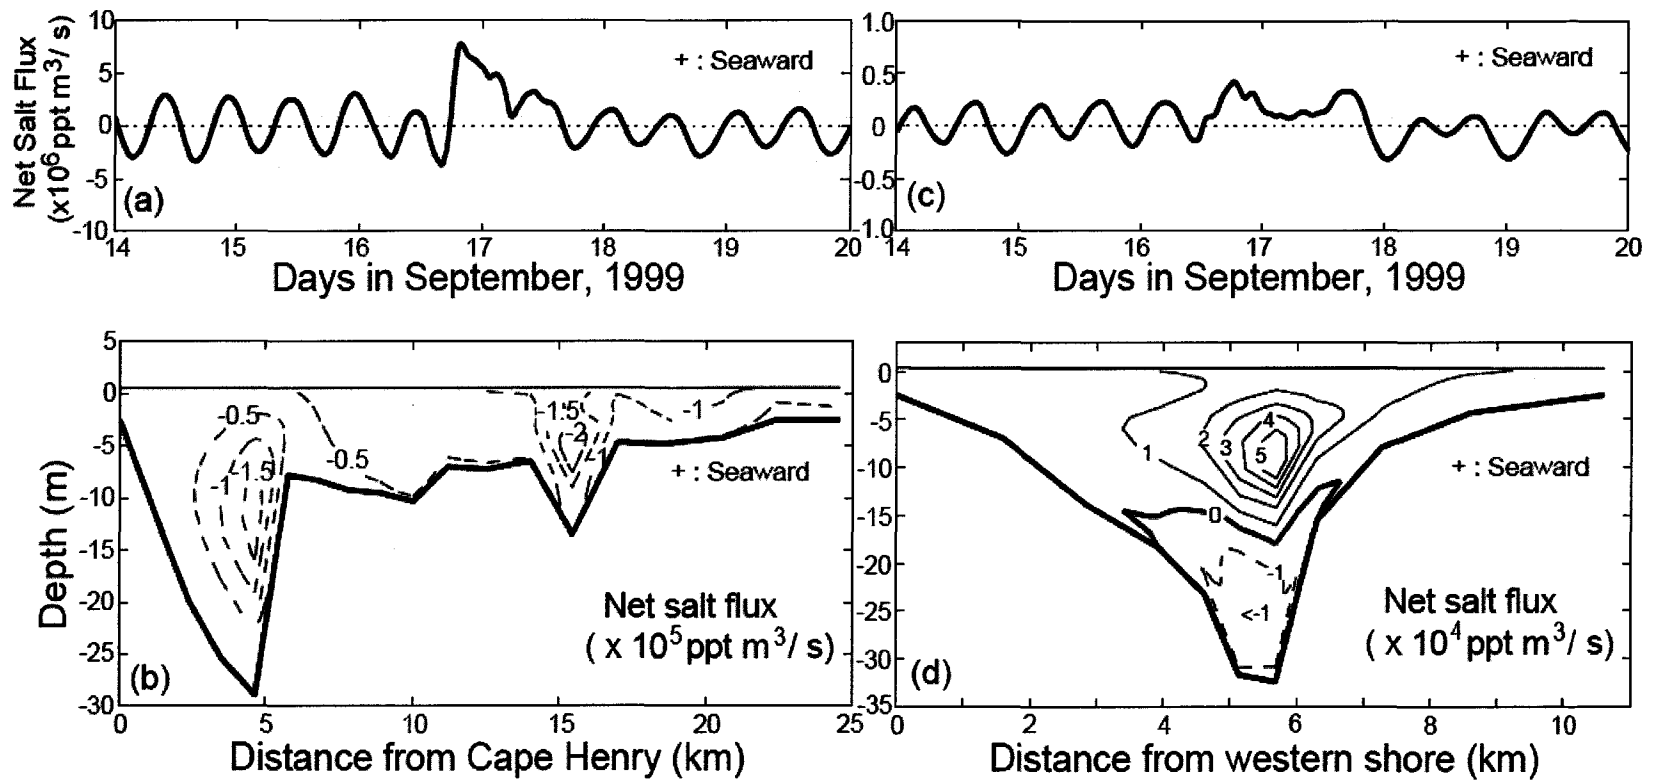 Net Salt Flux
(x10⁶ppt m³/ s)
10
5
0
-5
-10
+ : Seaward
(a)
14 15 16 17 18 19 20
Days in September, 1999
1.0
0.5
0
-0.5
-1.0
+ : Seaward
(c)
14 15 16 17 18 19 20
Days in September, 1999
Depth (m)
5
0
-5
-10
-15
-20
-25
-30
-0.5
-1
-1.5
-0.5
-1.5
-2
-1
-1
+ : Seaward
Net salt flux
( x 10⁵ppt m³/ s)
(b)
0 5 10 15 20 25
Distance from Cape Henry (km)
0
-5
-10
-15
-20
-25
-30
-35
1
2
3
4
5
0
-1
<-1
+ : Seaward
Net salt flux
( x 10⁴ppt m³/ s)
(d)
0 2 4 6 8 10
Distance from western shore (km)